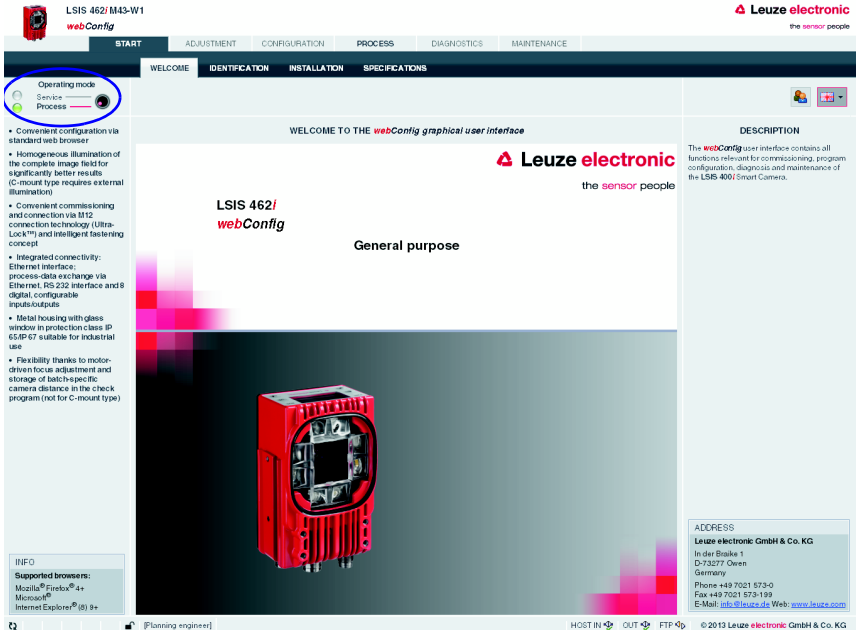 LSIS 462i M43-W1
webConfig
Leuze electronic
the sensor people
START ADJUSTMENT CONFIGURATION PROCESS DIAGNOSTICS MAINTENANCE
WELCOME IDENTIFICATION INSTALLATION SPECIFICATIONS
Operating mode
Service
Process
• Convenient configuration via
standard web browser
• Homogeneous illumination of
the complete image field for
significantly better results
(C-mount type requires external
illumination)
• Convenient commissioning
and connection via M12
connection technology (Ultra-
Lock™) and intelligent fastening
concept
• Integrated connectivity:
Ethernet interface;
process-data exchange via
Ethernet, RS 232 interface and 8
digital, configurable
inputs/outputs
• Metal housing with glass
window in protection class IP
65/IP 67 suitable for industrial
use
• Flexibility thanks to motor-
driven focus adjustment and
storage of batch-specific
camera distance in the check
program (not for C-mount type)
INFO
Supported browsers:
Mozilla® Firefox® 4+
Microsoft®
Internet Explorer® (8) 9+
WELCOME TO THE webConfig graphical user interface
Leuze electronic
the sensor people
LSIS 462i
webConfig
General purpose
DESCRIPTION
The webConfig user interface contains all
functions relevant for commissioning, program
configuration, diagnosis and maintenance of
the LSIS 400i Smart Camera.
ADDRESS
Leuze electronic GmbH & Co. KG
In der Braike 1
D-73277 Owen
Germany
Phone +49 7021 573-0
Fax +49 7021 573-199
E-Mail: info@leuze.de Web: www.leuze.com
[Planning engineer]
HOST IN OUT FTP © 2013 Leuze electronic GmbH & Co. KG